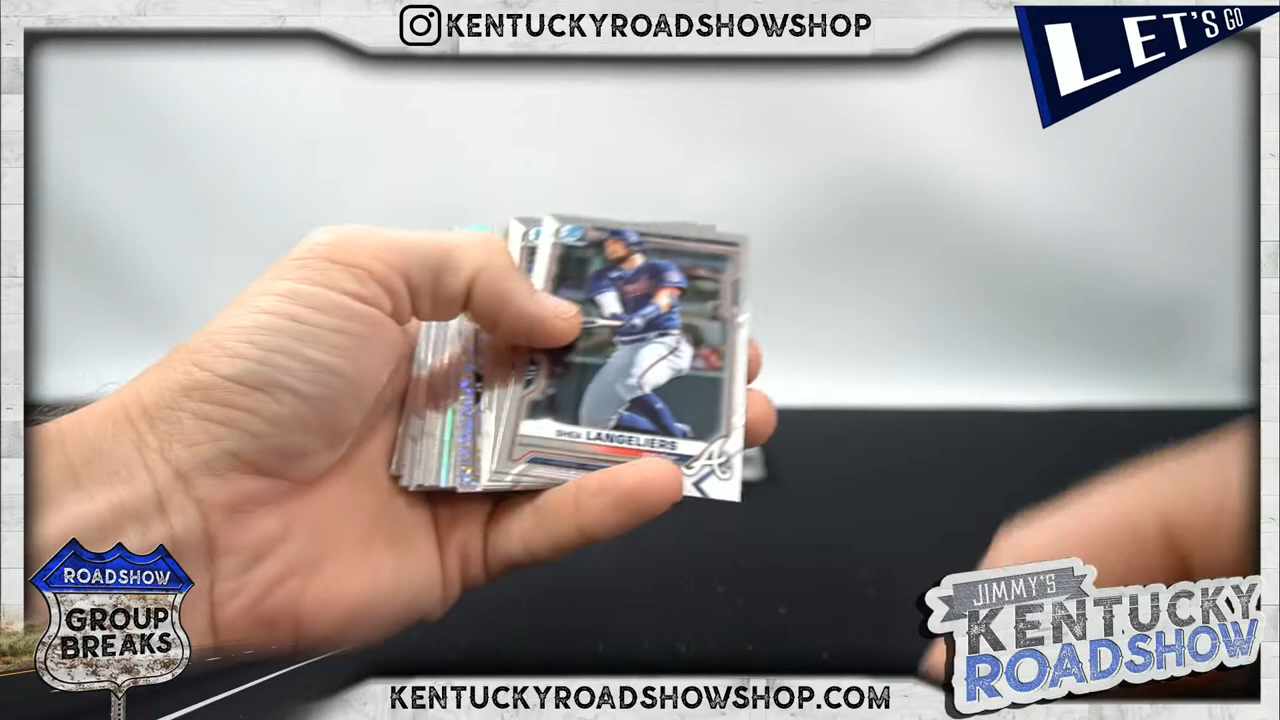 KENTUCKYROADSHOWSHOP
LET'S GO
SHEA LANGELIERS
A
ROADSHOW
GROUP
BREAKS
JIMMY'S
KENTUCKY
ROADSHOW
KENTUCKYROADSHOWSHOP.COM